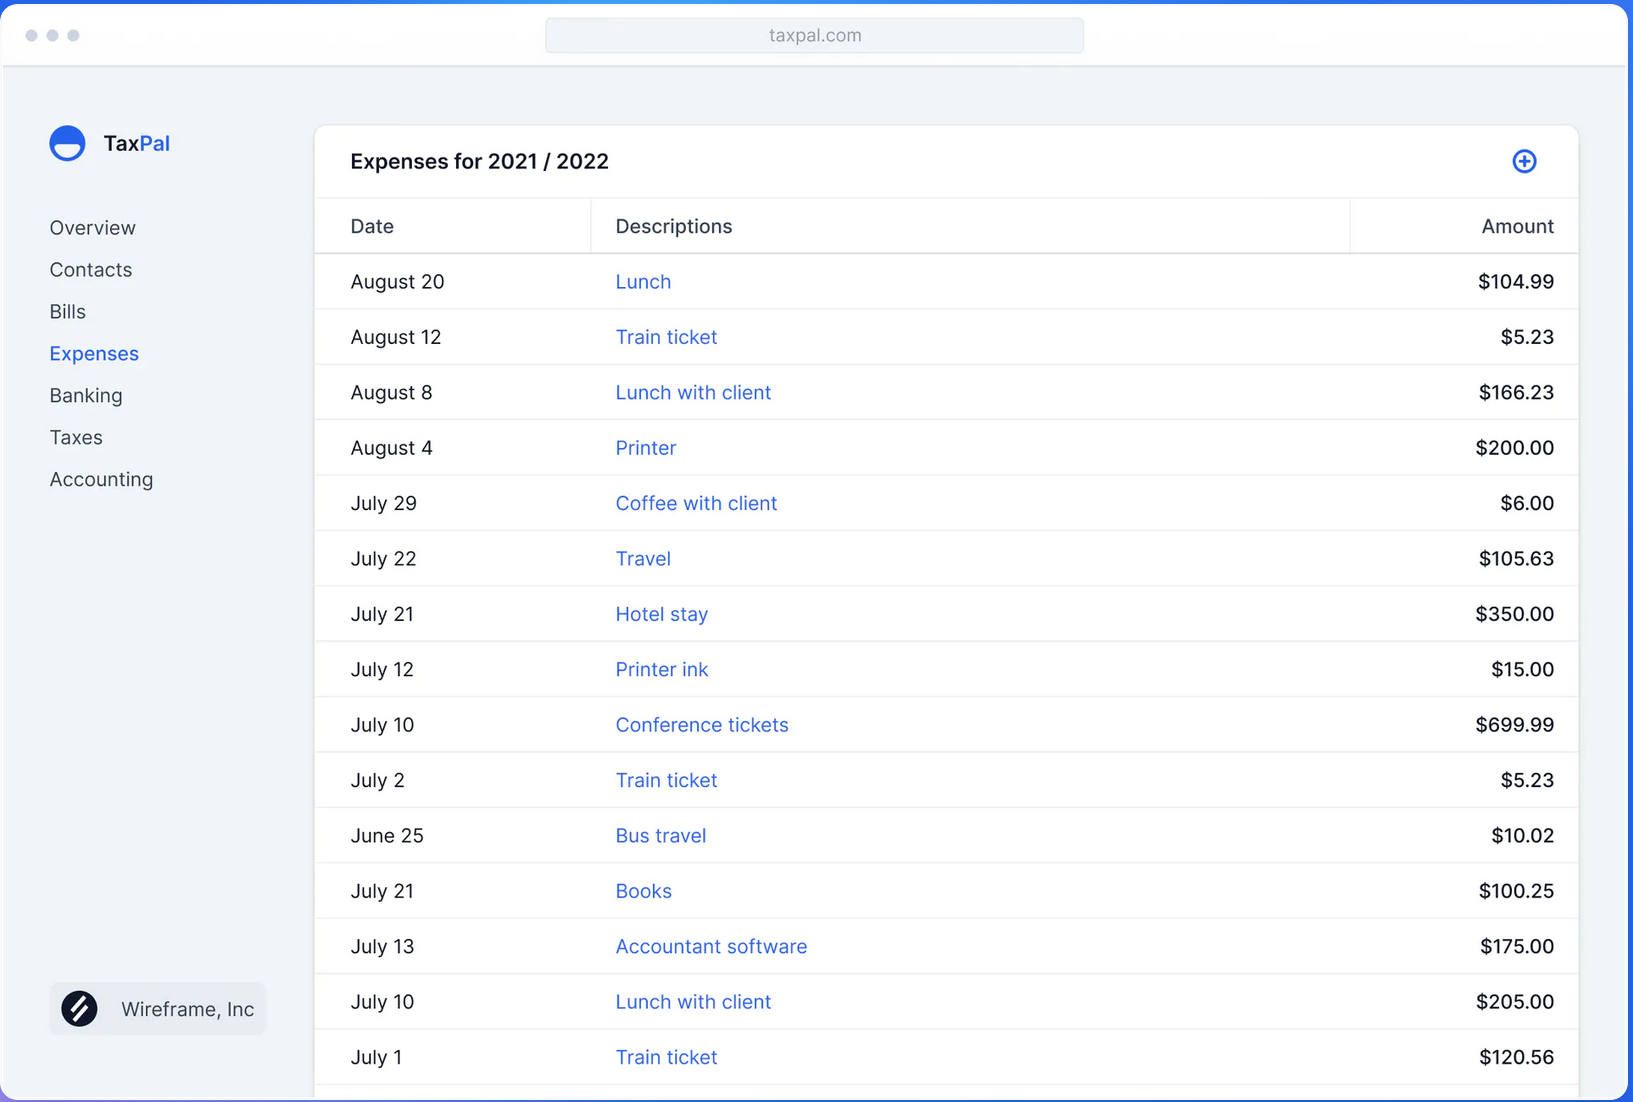 taxpal.com
TaxPal
Overview
Contacts
Bills
Expenses
Banking
Taxes
Accounting
Wireframe, Inc
Expenses for 2021 / 2022
Date Descriptions Amount
August 20 Lunch $104.99
August 12 Train ticket $5.23
August 8 Lunch with client $166.23
August 4 Printer $200.00
July 29 Coffee with client $6.00
July 22 Travel $105.63
July 21 Hotel stay $350.00
July 12 Printer ink $15.00
July 10 Conference tickets $699.99
July 2 Train ticket $5.23
June 25 Bus travel $10.02
July 21 Books $100.25
July 13 Accountant software $175.00
July 10 Lunch with client $205.00
July 1 Train ticket $120.56